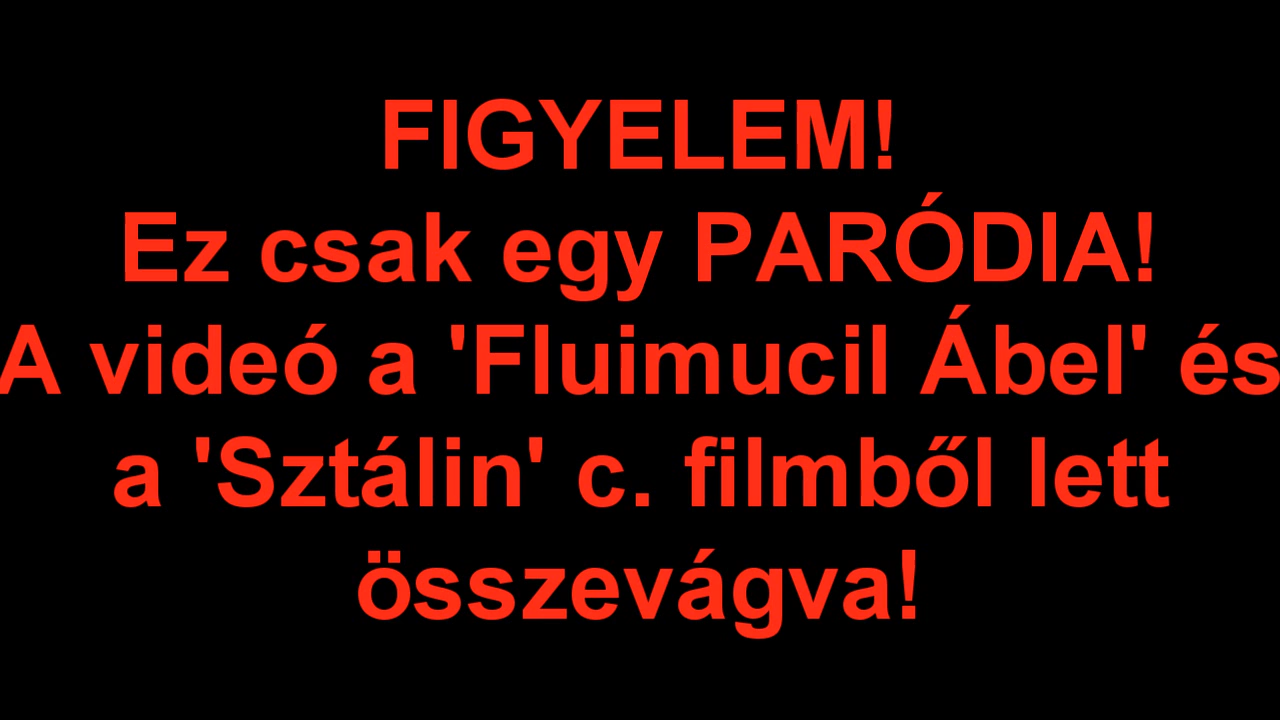 FIGYELEM!
Ez csak egy PARÓDIA!
A videó a 'Fluimucil Ábel' és
a 'Sztálin' c. filmből lett
összevágva!